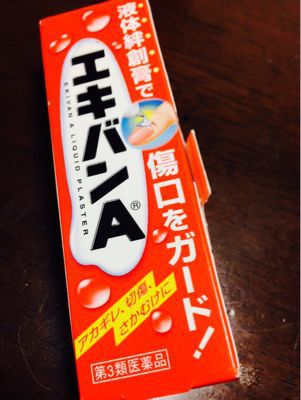 液体絆創膏で
傷口をガード!
エキバンA®
EKIVAN A LIQUID PLASTER
アカギレ、切傷、
さかむけに
第3類医薬品